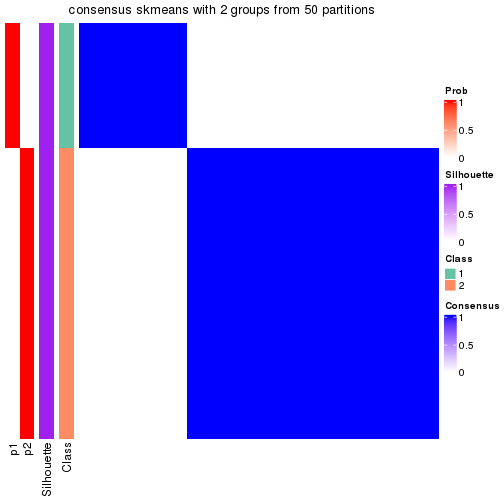 consensus skmeans with 2 groups from 50 partitions
Prob
1
0.5
0
Silhouette
1
0.5
0
Class
1
2
Consensus
1
0.5
0
p1
p2
Silhouette
Class